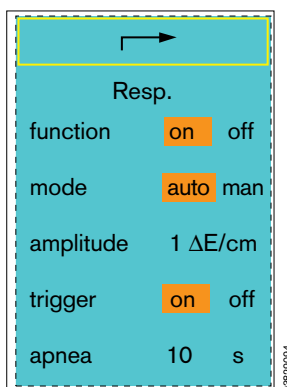 Resp.
function on off
mode auto man
amplitude 1 ΔE/cm
trigger on off
apnea 10 s